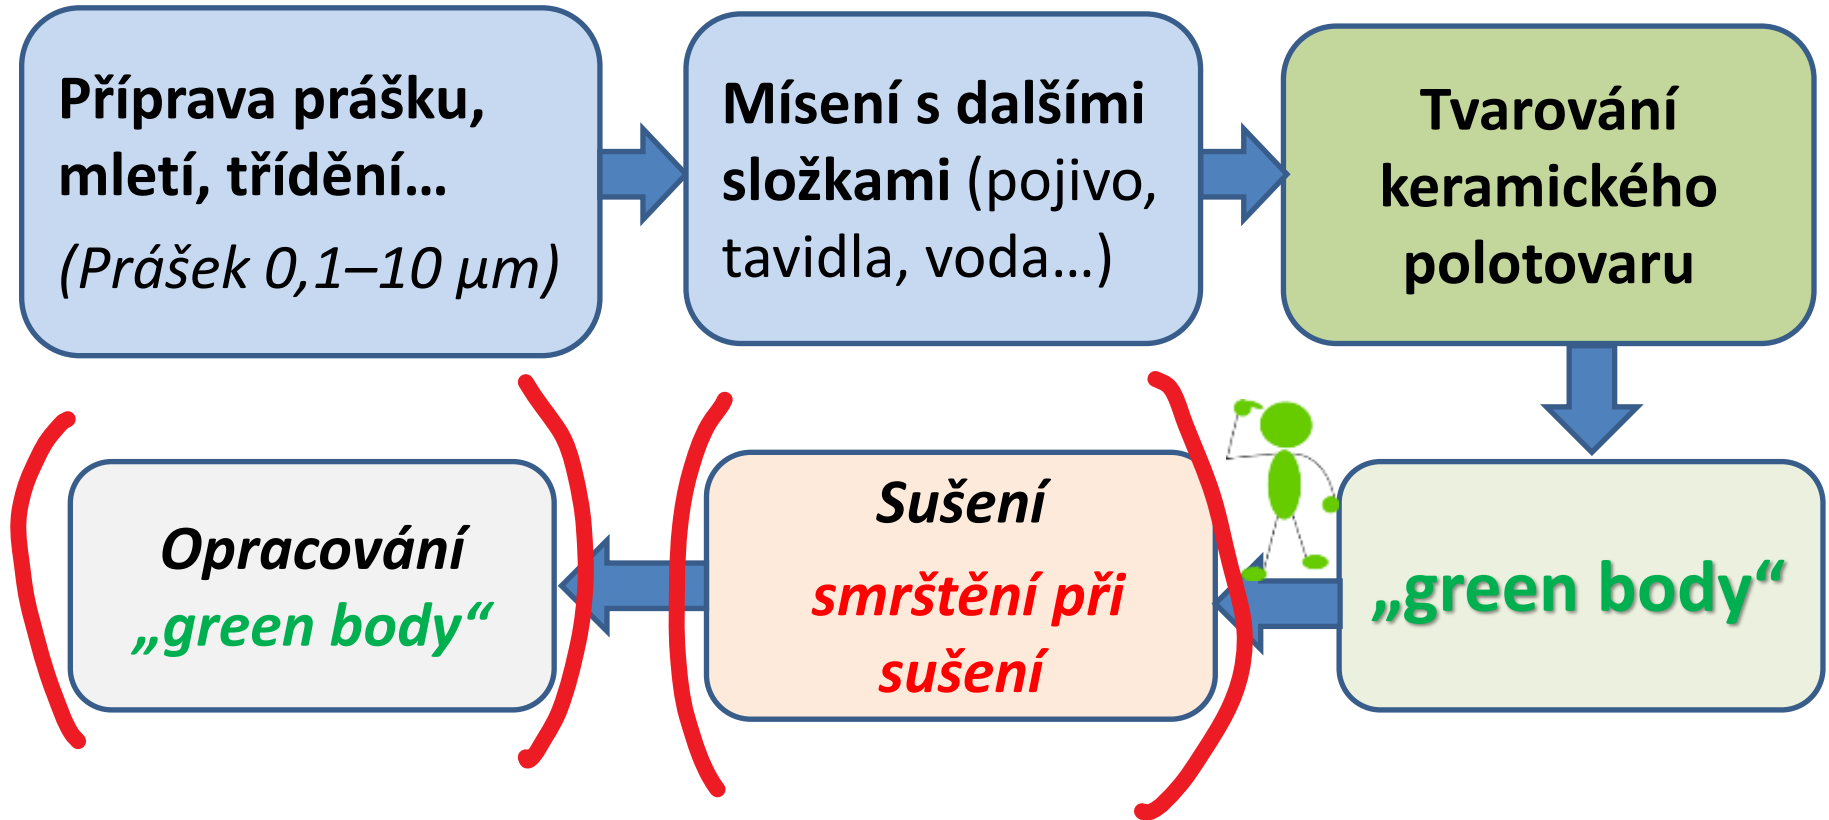 Příprava prášku,
mletí, třídění…
(Prášek 0,1–10 µm)
Mísení s dalšími
složkami (pojivo,
tavidla, voda…)
Tvarování
keramického
polotovaru
„green body“
Sušení
smrštění při
sušení
Opracování
„green body“